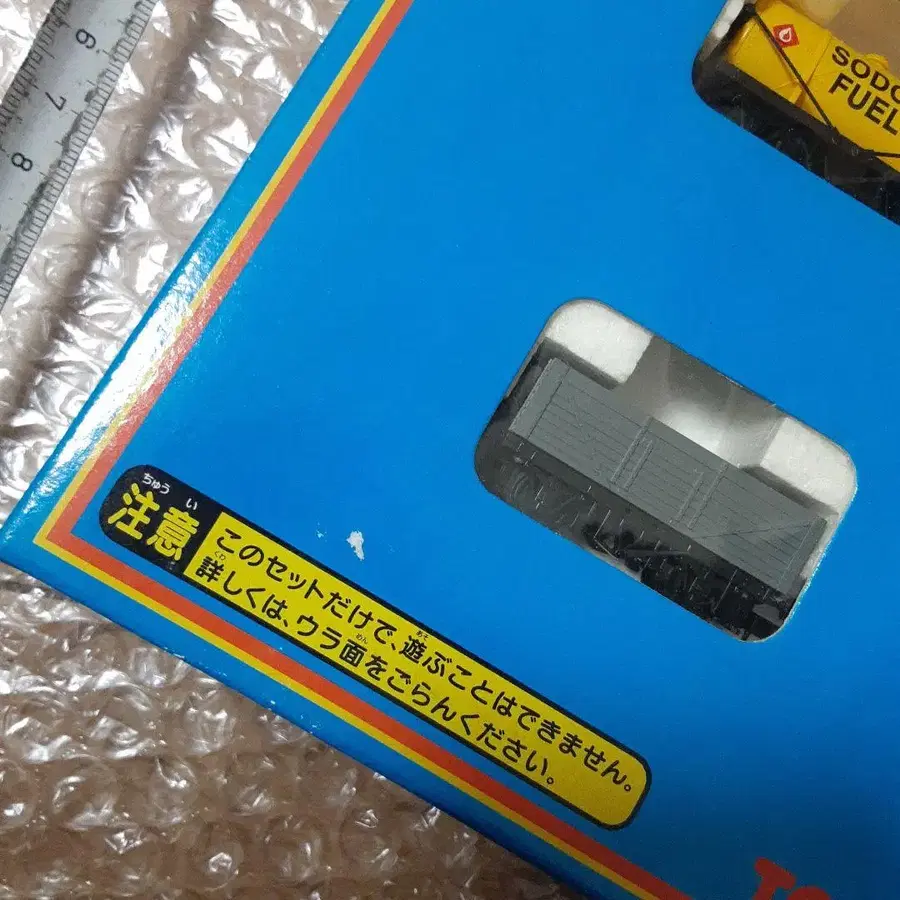 6
7
8
SODO
FUEL
注意
ちゅう い
このセットだけで、遊ぶことはできません。
詳しくは、ウラ面をごらんください。